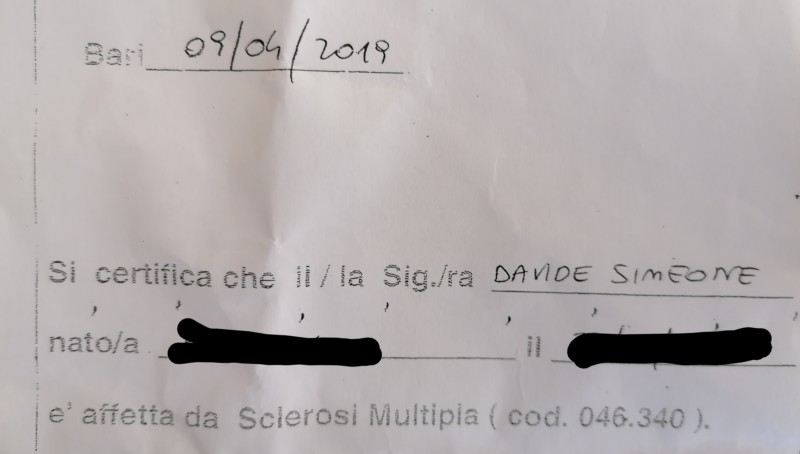 Bari 09/04/2019
Si certifica che il / la Sig./ra DAVIDE SIMEONE
nato/a il
e' affetta da Sclerosi Multipla ( cod. 046.340 ).